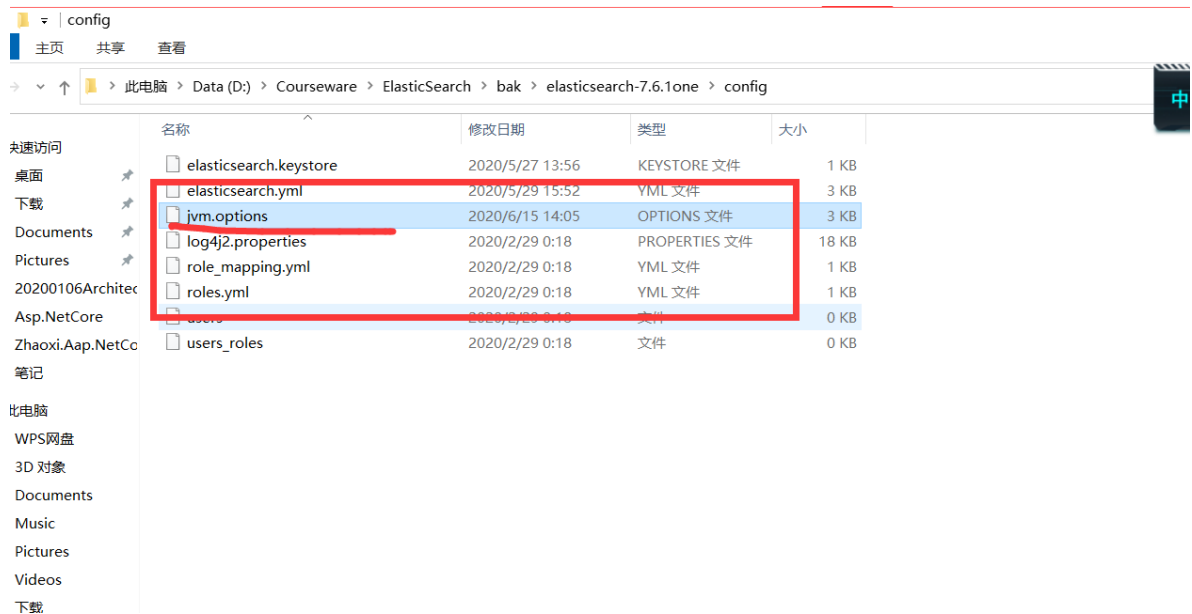 config
主页 共享 查看
此电脑 Data (D:) Courseware ElasticSearch bak elasticsearch-7.6.1one config
中
名称 修改日期 类型 大小
elasticsearch.keystore 2020/5/27 13:56 KEYSTORE 文件 1 KB
elasticsearch.yml 2020/5/29 15:52 YML 文件 3 KB
jvm.options 2020/6/15 14:05 OPTIONS 文件 3 KB
log4j2.properties 2020/2/29 0:18 PROPERTIES 文件 18 KB
role_mapping.yml 2020/2/29 0:18 YML 文件 1 KB
roles.yml 2020/2/29 0:18 YML 文件 1 KB
users 2020/2/29 0:18 文件 0 KB
users_roles 2020/2/29 0:18 文件 0 KB
快速访问
桌面
下载
Documents
Pictures
20200106Architec
Asp.NetCore
Zhaoxi.Aap.NetCo
笔记
此电脑
WPS网盘
3D 对象
Documents
Music
Pictures
Videos
下载